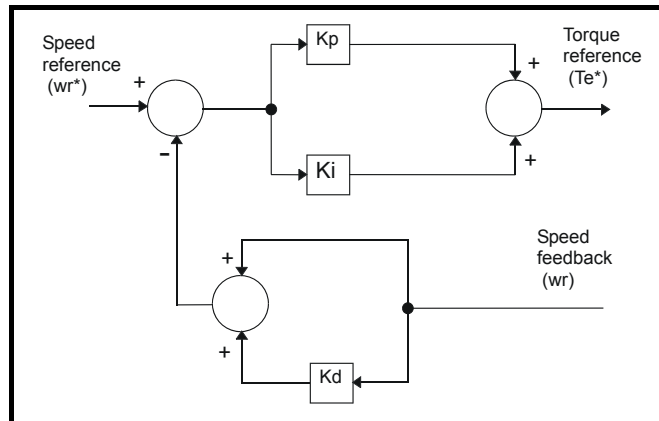 Speed
reference
(wr*)
+
-
Kp
Ki
+
+
Torque
reference
(Te*)
+
+
Kd
Speed
feedback
(wr)